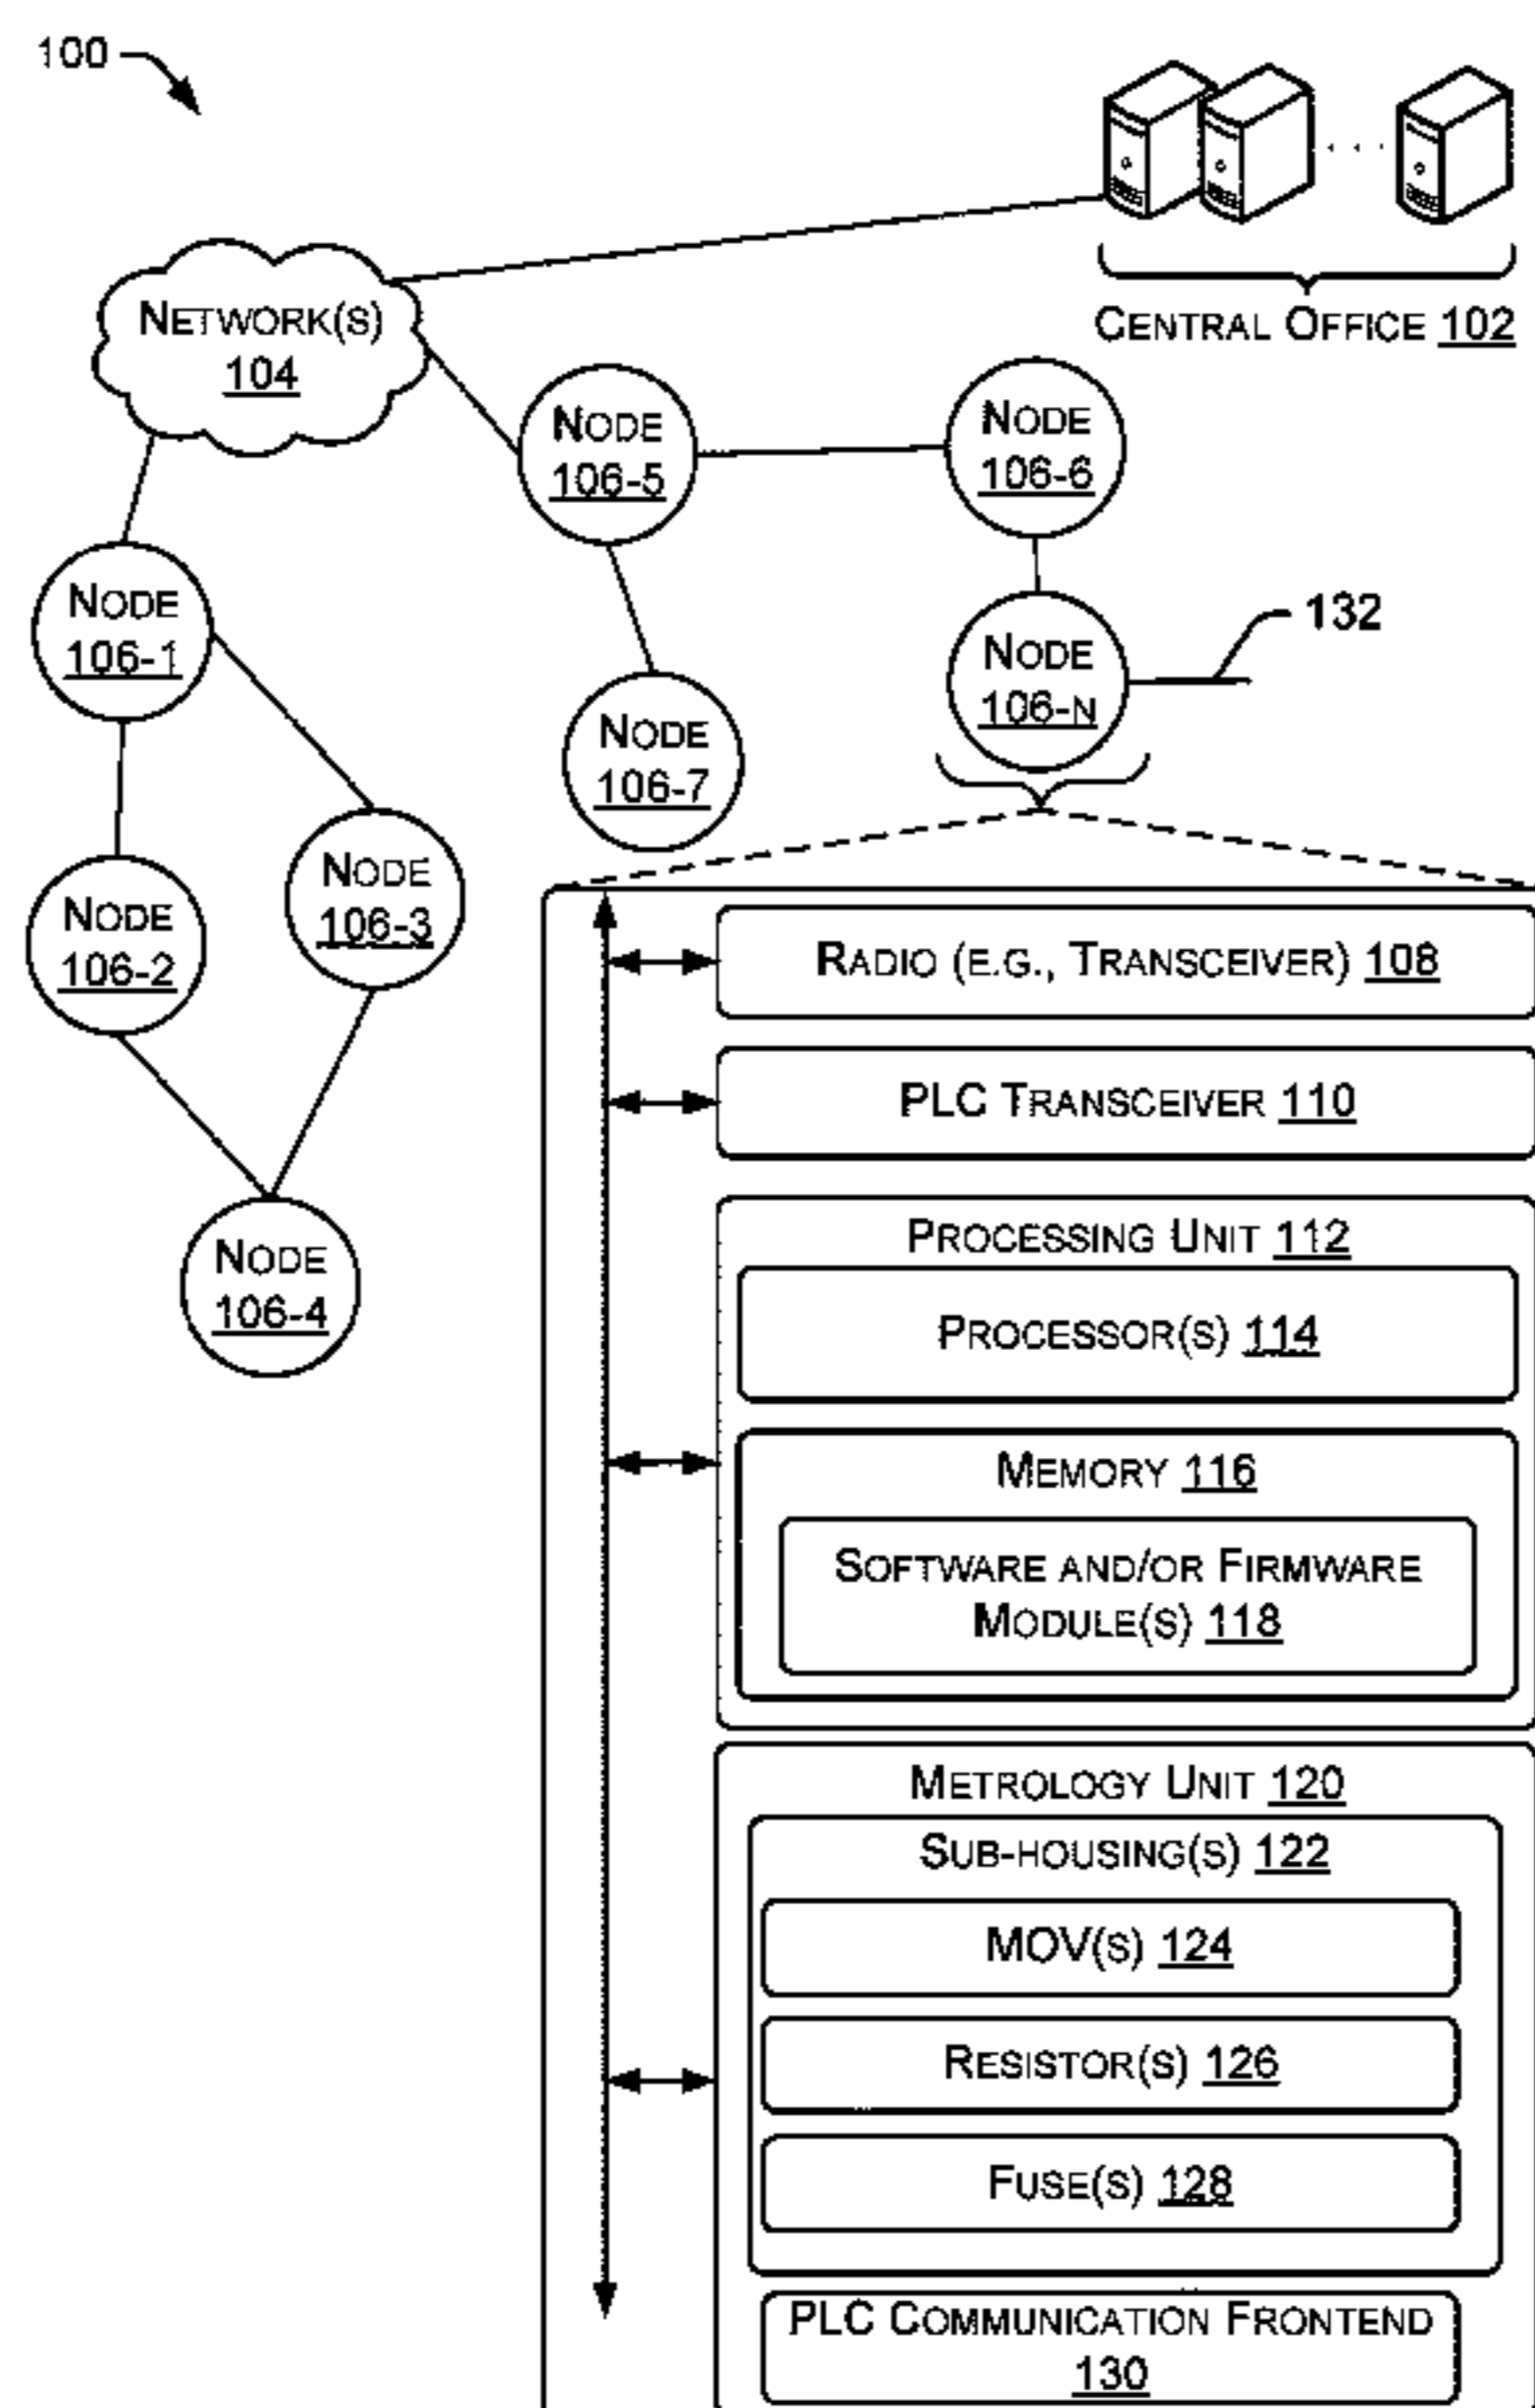 100
CENTRAL OFFICE 102
NETWORK(S)
104
NODE
106-5
NODE
106-6
NODE
106-1
NODE
106-N
132
NODE
106-7
NODE
106-2
NODE
106-3
NODE
106-4
RADIO (E.G., TRANSCEIVER) 108
PLC TRANSCEIVER 110
PROCESSING UNIT 112
PROCESSOR(S) 114
MEMORY 116
SOFTWARE AND/OR FIRMWARE
MODULE(S) 118
METROLOGY UNIT 120
SUB-HOUSING(S) 122
MOV(S) 124
RESISTOR(S) 126
FUSE(S) 128
PLC COMMUNICATION FRONTEND
130